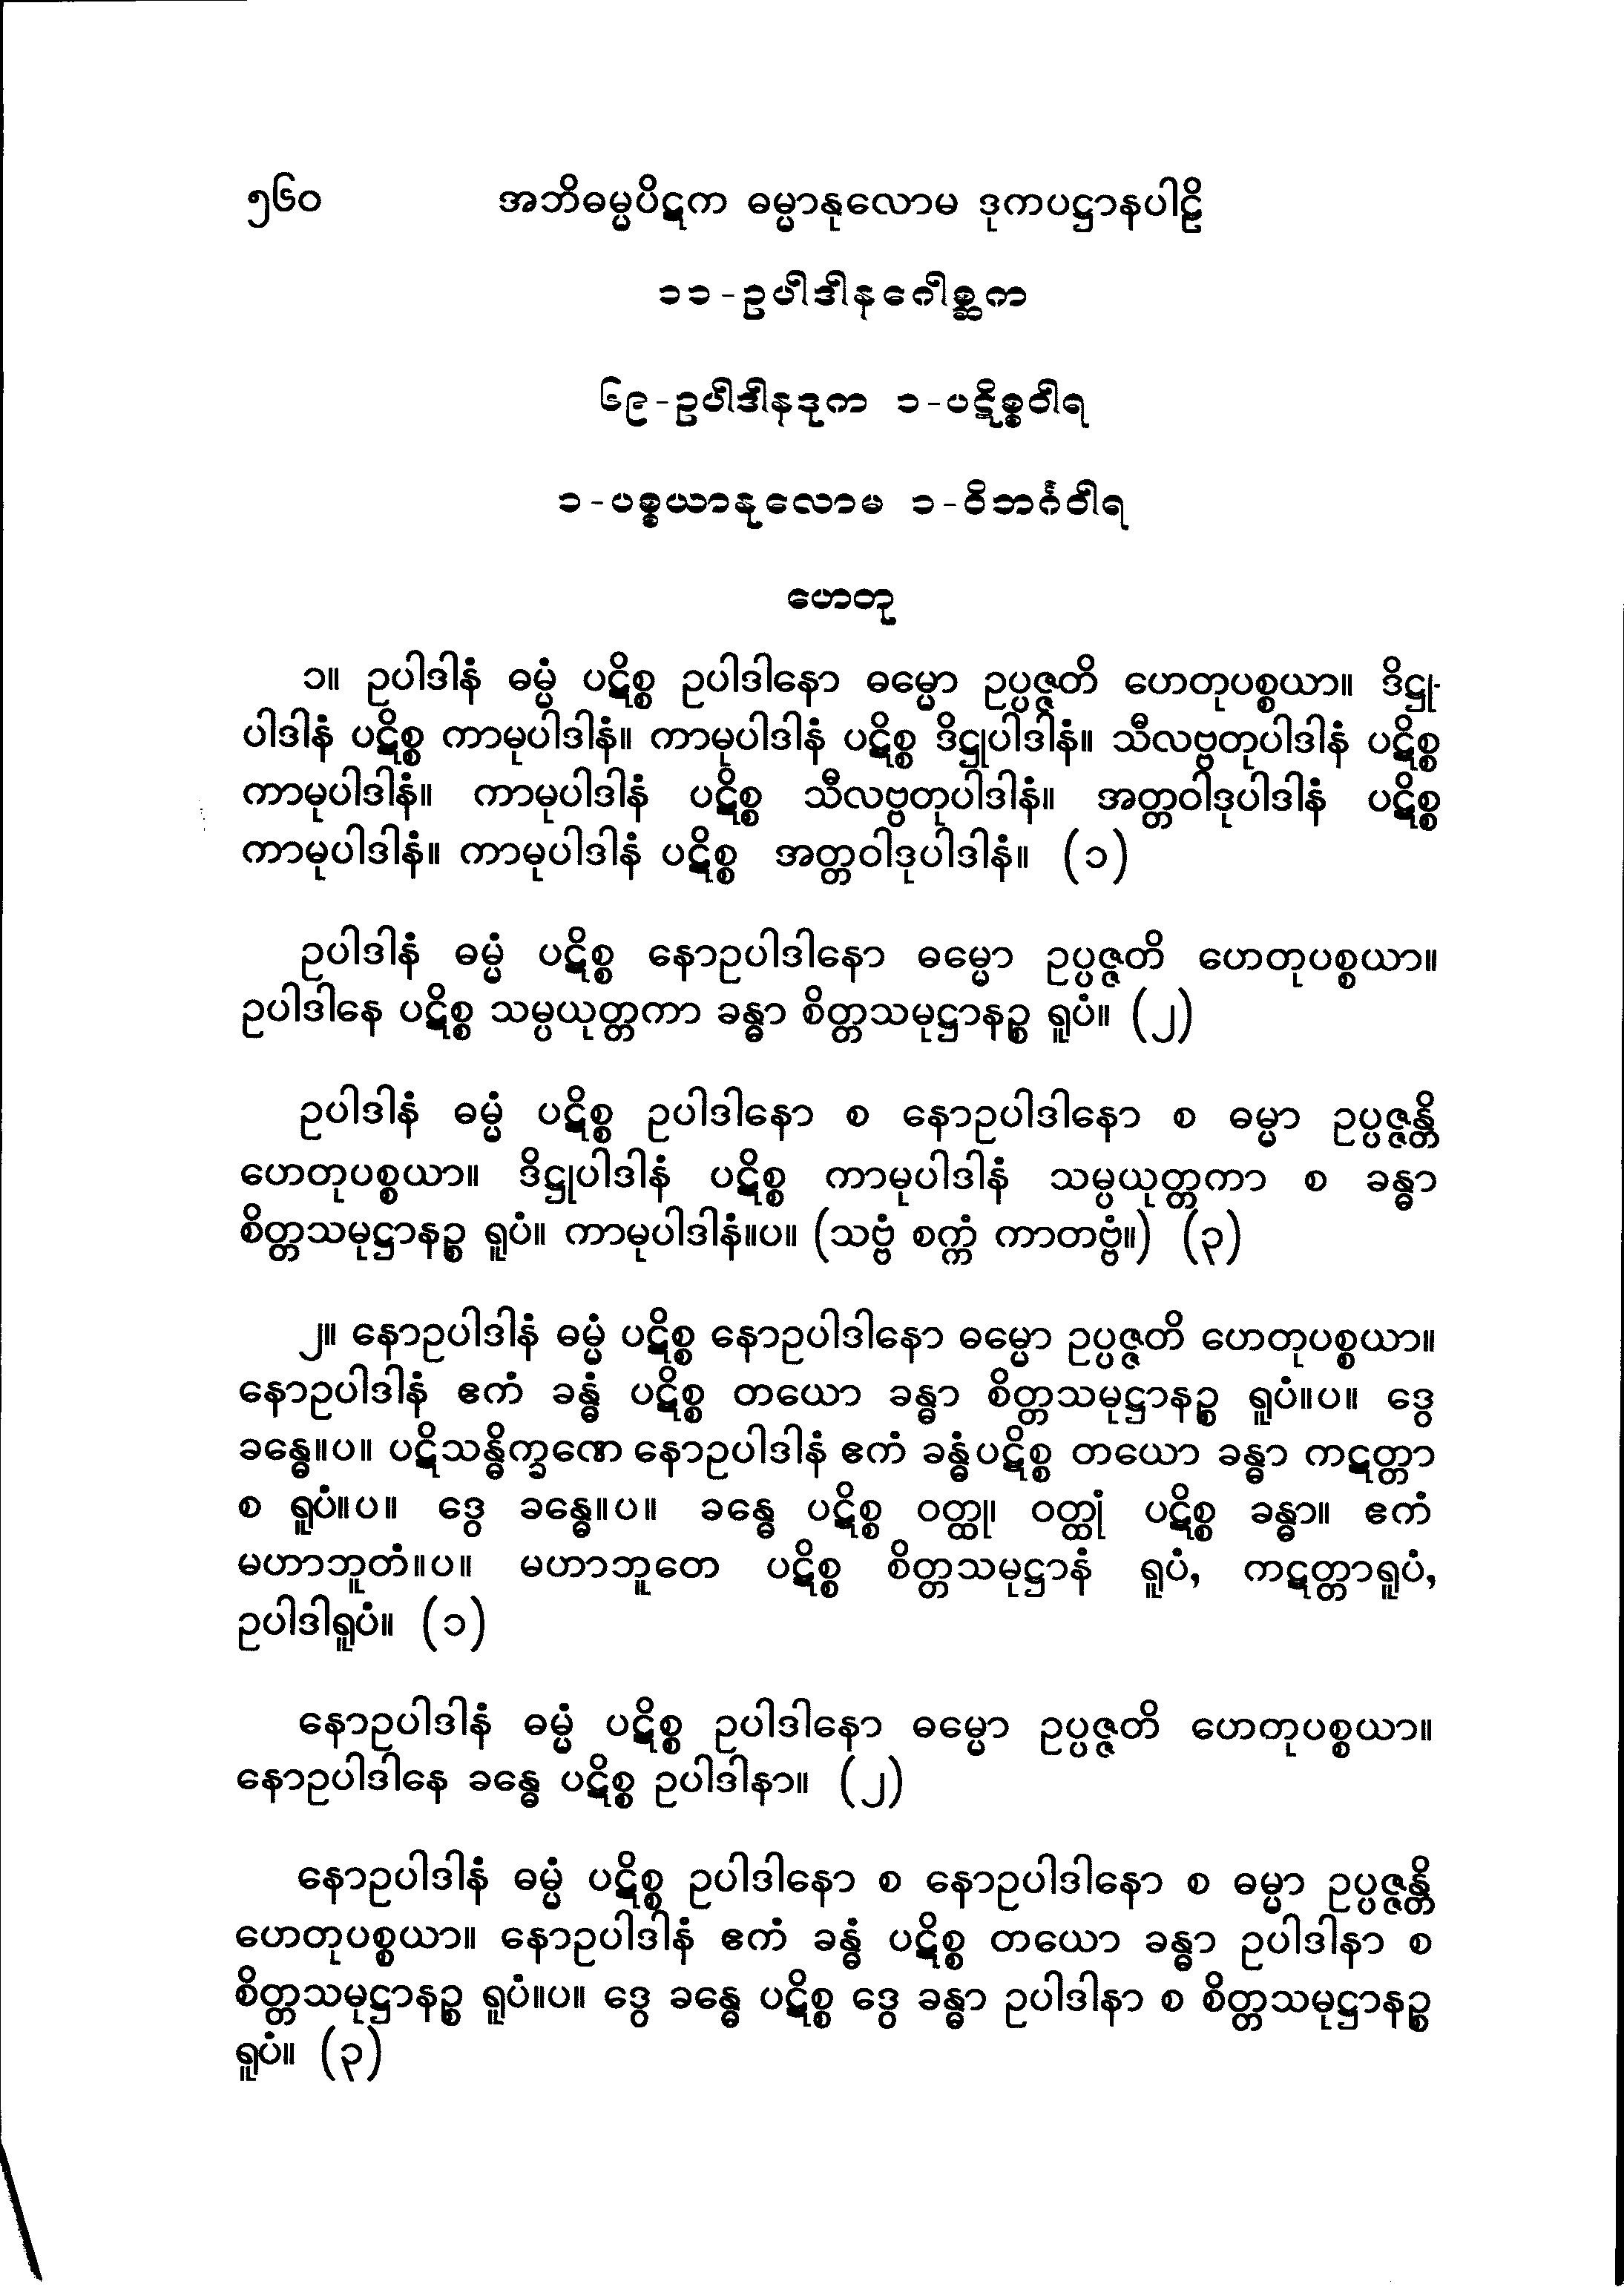 ၅၆၀ အဘိဓမ္မပိဋက ဓမ္မာနုလောမ ဒုကပဋ္ဌာနပါဠိ
၁၁-ဥပါဒါနဂေါစ္ဆက
၆၉-ဥပါဒါနဒုက ၁-ပဋိစ္စဝါရ
၁-ပစ္စယာနုလောမ ၁-ဝိဘင်္ဂဝါရ
ဟေတု
၁။ ဥပါဒါနံ ဓမ္မံ ပဋိစ္စ ဥပါဒါနော ဓမ္မော ဥပ္ပဇ္ဇတိ ဟေတုပစ္စယာ။ ဒိဋ္ဌု-
ပါဒါနံ ပဋိစ္စ ကာမုပါဒါနံ။ ကာမုပါဒါနံ ပဋိစ္စ ဒိဋ္ဌုပါဒါနံ။ သီလဗ္ဗတုပါဒါနံ ပဋိစ္စ
ကာမုပါဒါနံ။ ကာမုပါဒါနံ ပဋိစ္စ သီလဗ္ဗတုပါဒါနံ။ အတ္တဝါဒုပါဒါနံ ပဋိစ္စ
ကာမုပါဒါနံ။ ကာမုပါဒါနံ ပဋိစ္စ အတ္တဝါဒုပါဒါနံ။ (၁)
ဥပါဒါနံ ဓမ္မံ ပဋိစ္စ နောဥပါဒါနော ဓမ္မော ဥပ္ပဇ္ဇတိ ဟေတုပစ္စယာ။
ဥပါဒါနေ ပဋိစ္စ သမ္ပယုတ္တကာ ခန္ဓာ စိတ္တသမုဋ္ဌာနဉ္စ ရူပံ။ (၂)
ဥပါဒါနံ ဓမ္မံ ပဋိစ္စ ဥပါဒါနော စ နောဥပါဒါနော စ ဓမ္မာ ဥပ္ပဇ္ဇန္တိ
ဟေတုပစ္စယာ။ ဒိဋ္ဌုပါဒါနံ ပဋိစ္စ ကာမုပါဒါနံ သမ္ပယုတ္တကာ စ ခန္ဓာ
စိတ္တသမုဋ္ဌာနဉ္စ ရူပံ။ ကာမုပါဒါနံ။ပ။ (သဗ္ဗံ စက္ကံ ကာတဗ္ဗံ။) (၃)
၂။ နောဥပါဒါနံ ဓမ္မံ ပဋိစ္စ နောဥပါဒါနော ဓမ္မော ဥပ္ပဇ္ဇတိ ဟေတုပစ္စယာ။
နောဥပါဒါနံ ဧကံ ခန္ဓံ ပဋိစ္စ တယော ခန္ဓာ စိတ္တသမုဋ္ဌာနဉ္စ ရူပံ။ပ။ ဒွေ
ခန္ဓေ။ပ။ ပဋိသန္ဓိက္ခဏေ နောဥပါဒါနံ ဧကံ ခန္ဓံပဋိစ္စ တယော ခန္ဓာ ကဋတ္တာ
စ ရူပံ။ပ။ ဒွေ ခန္ဓေ။ပ။ ခန္ဓေ ပဋိစ္စ ဝတ္ထု၊ ဝတ္ထုံ ပဋိစ္စ ခန္ဓာ။ ဧကံ
မဟာဘူတံ။ပ။ မဟာဘူတေ ပဋိစ္စ စိတ္တသမုဋ္ဌာနံ ရူပံ, ကဋတ္တာရူပံ,
ဥပါဒါရူပံ။ (၁)
နောဥပါဒါနံ ဓမ္မံ ပဋိစ္စ ဥပါဒါနော ဓမ္မော ဥပ္ပဇ္ဇတိ ဟေတုပစ္စယာ။
နောဥပါဒါနေ ခန္ဓေ ပဋိစ္စ ဥပါဒါနာ။ (၂)
နောဥပါဒါနံ ဓမ္မံ ပဋိစ္စ ဥပါဒါနော စ နောဥပါဒါနော စ ဓမ္မာ ဥပ္ပဇ္ဇန္တိ
ဟေတုပစ္စယာ။ နောဥပါဒါနံ ဧကံ ခန္ဓံ ပဋိစ္စ တယော ခန္ဓာ ဥပါဒါနာ စ
စိတ္တသမုဋ္ဌာနဉ္စ ရူပံ။ပ။ ဒွေ ခန္ဓေ ပဋိစ္စ ဒွေ ခန္ဓာ ဥပါဒါနာ စ စိတ္တသမုဋ္ဌာနဉ္စ
ရူပံ။ (၃)